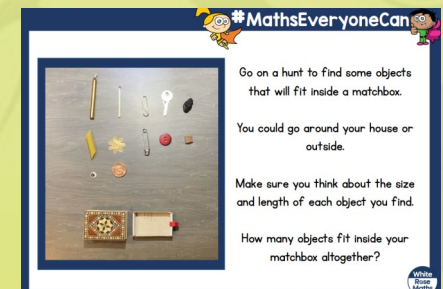 #MathsEveryoneCan
Go on a hunt to find some objects
that will fit inside a matchbox.
You could go around your house or
outside.
Make sure you think about the size
and length of each object you find.
How many objects fit inside your
matchbox altogether?
White
Rose
Maths